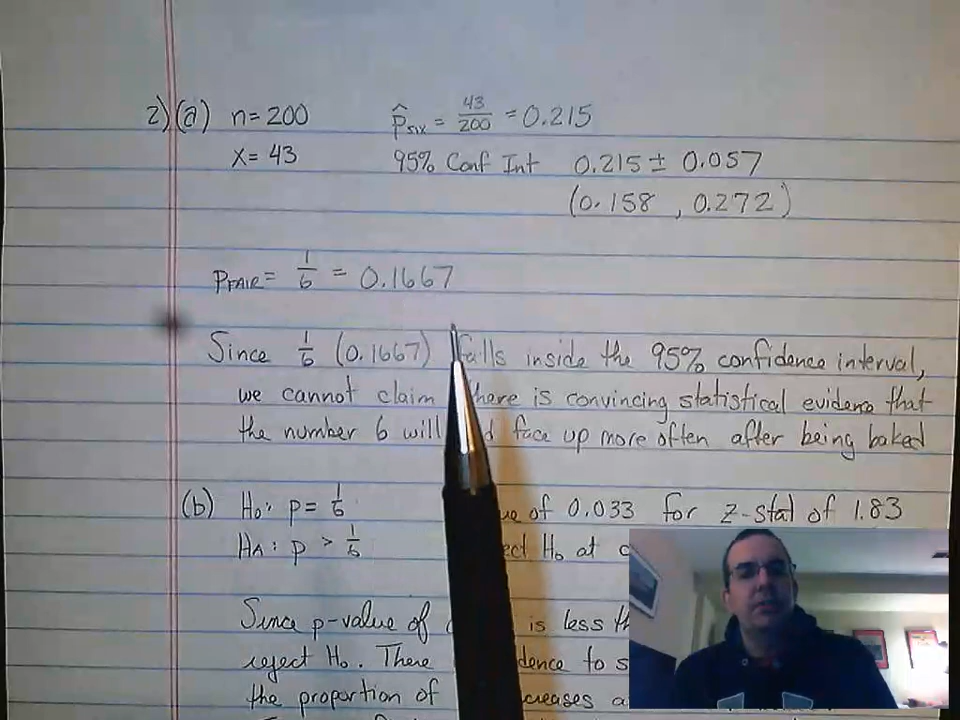 2)(a) n=200 p̂six = 43/200 = 0.215
x=43 95% Conf Int 0.215 ± 0.057
(0.158, 0.272)
PFAIR = 1/6 = 0.1667
Since 1/6 (0.1667) falls inside the 95% confidence interval,
we cannot claim there is convincing statistical evidence that
the number 6 will face up more often after being baked
(b) H0: p = 1/6 of 0.033 for z-stat of 1.83
HA: p > 1/6 H0 at
Since p-value of is less
reject H0. There to
the proportion of